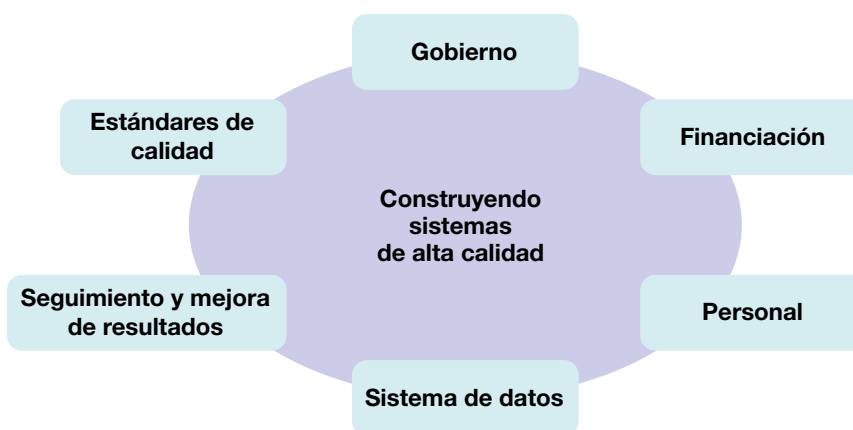 Gobierno
Estándares de
calidad
Financiación
Construyendo
sistemas
de alta calidad
Seguimiento y mejora
de resultados
Personal
Sistema de datos